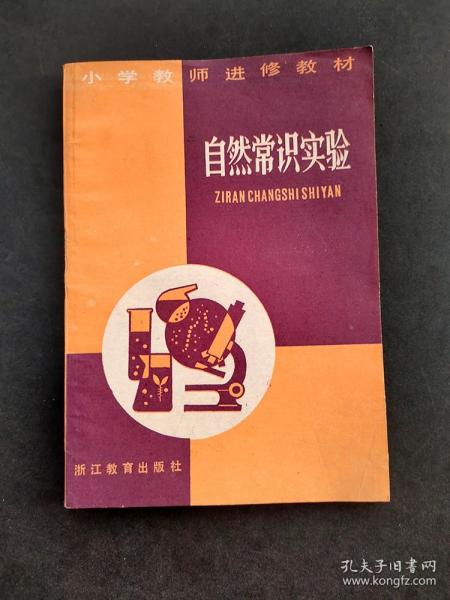 小学教师进修教材
自然常识实验
ZIRAN CHANGSHI SHIYAN
浙江教育出版社
孔夫子旧书网
www.kongfz.com